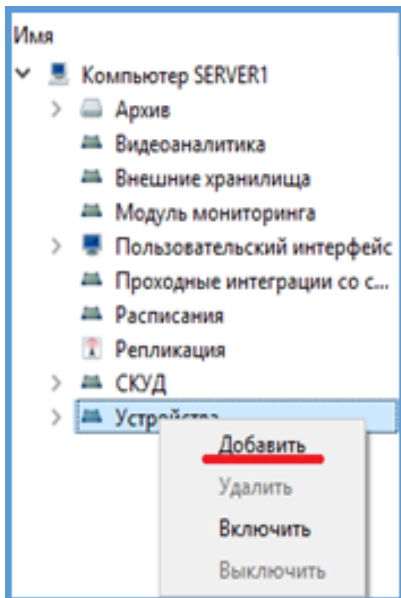 Имя
Компьютер SERVER1
Архив
Видеоаналитика
Внешние хранилища
Модуль мониторинга
Пользовательский интерфейс
Проходные интеграции со с...
Расписания
Репликация
СКУД
Устройства
Добавить
Удалить
Включить
Выключить